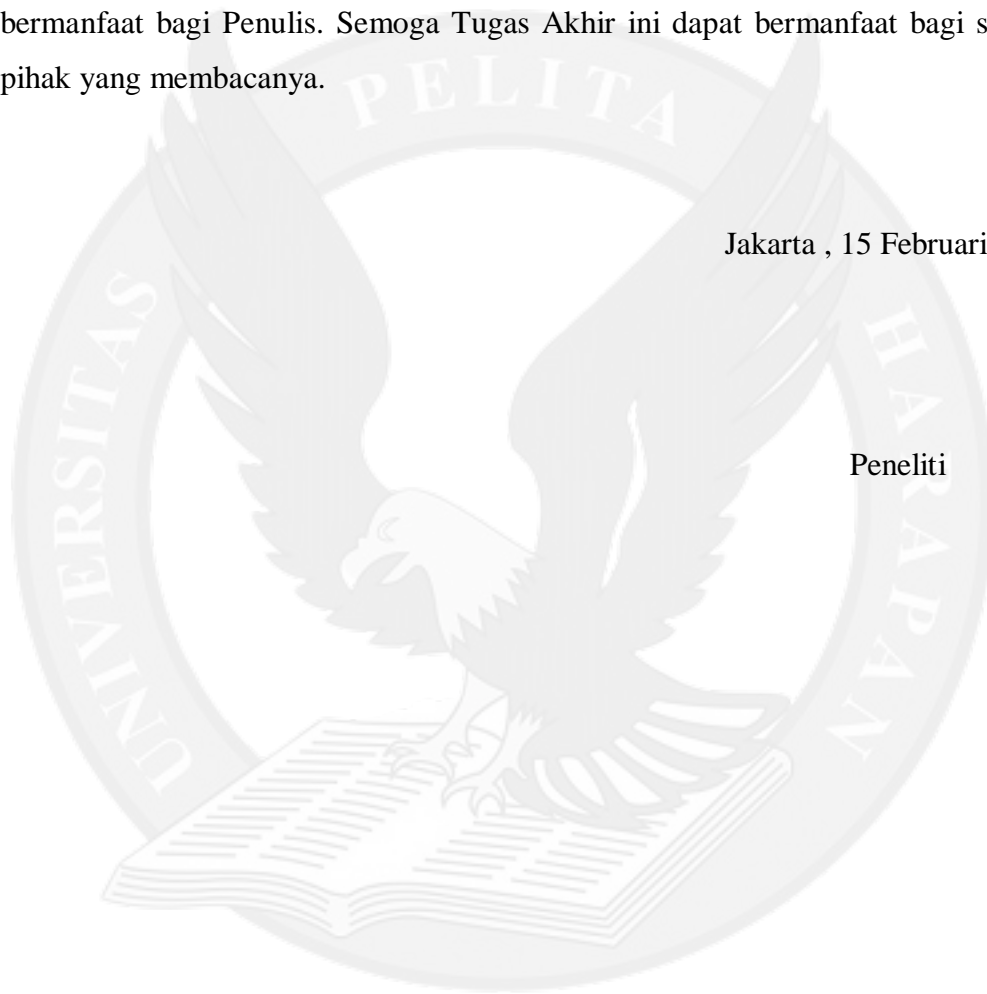 bermanfaat bagi Penulis. Semoga Tugas Akhir ini dapat bermanfaat bagi s
pihak yang membacanya.
UNIVERSITAS PELITA HARAPAN
Jakarta , 15 Februari
Peneliti